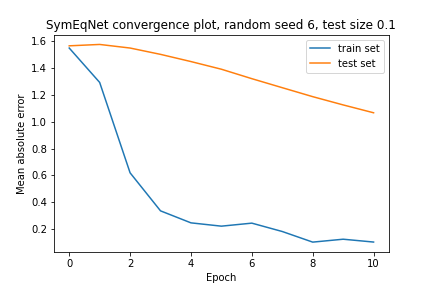 SymEqNet convergence plot, random seed 6, test size 0.1
train set
test set
1.6
1.4
1.2
1.0
0.8
0.6
0.4
0.2
Mean absolute error
0 2 4 6 8 10
Epoch